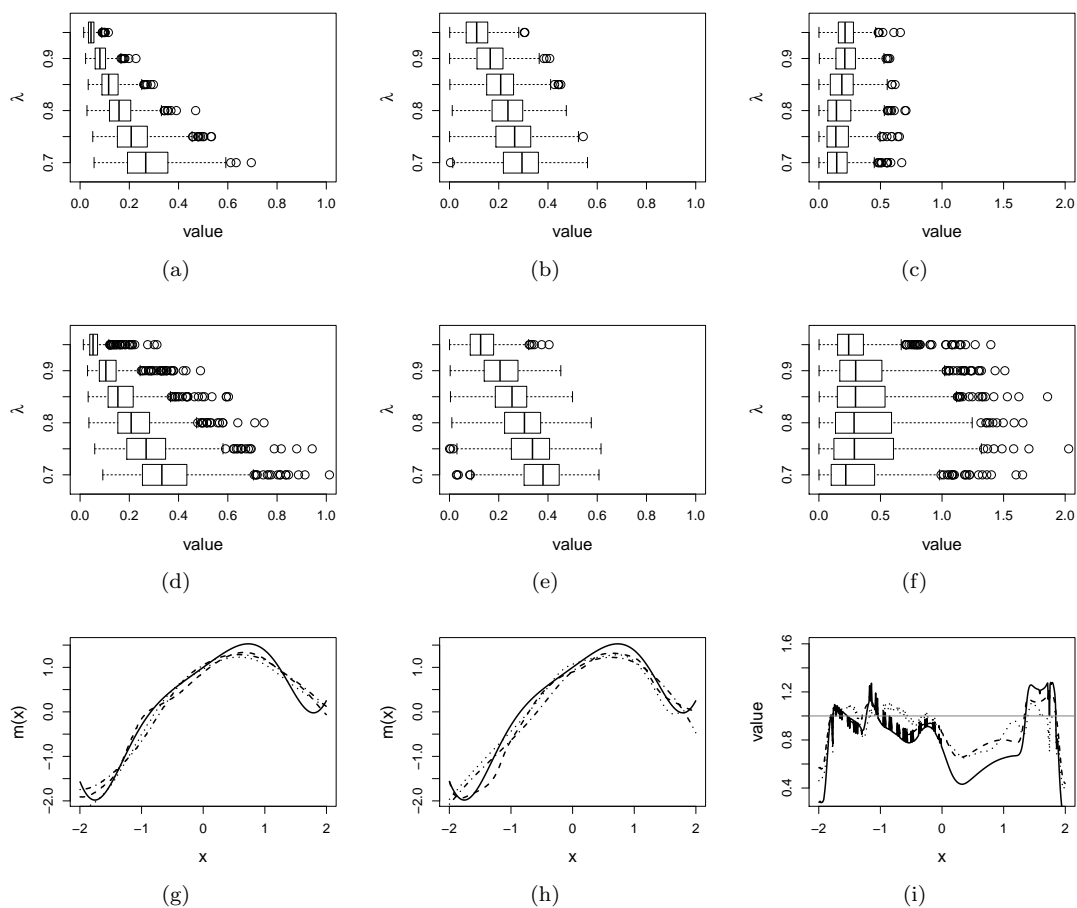 λ
0.7 0.8 0.9
0.0 0.2 0.4 0.6 0.8 1.0
value
(a)
λ
0.7 0.8 0.9
0.0 0.2 0.4 0.6 0.8 1.0
value
(b)
λ
0.7 0.8 0.9
0.0 0.5 1.0 1.5 2.0
value
(c)
λ
0.7 0.8 0.9
0.0 0.2 0.4 0.6 0.8 1.0
value
(d)
λ
0.7 0.8 0.9
0.0 0.2 0.4 0.6 0.8 1.0
value
(e)
λ
0.7 0.8 0.9
0.0 0.5 1.0 1.5 2.0
value
(f)
m(x)
−2.0 −1.0 0.0 1.0
−2 −1 0 1 2
x
(g)
m(x)
−2.0 −1.0 0.0 1.0
−2 −1 0 1 2
x
(h)
value
0.4 0.8 1.2 1.6
−2 −1 0 1 2
x
(i)